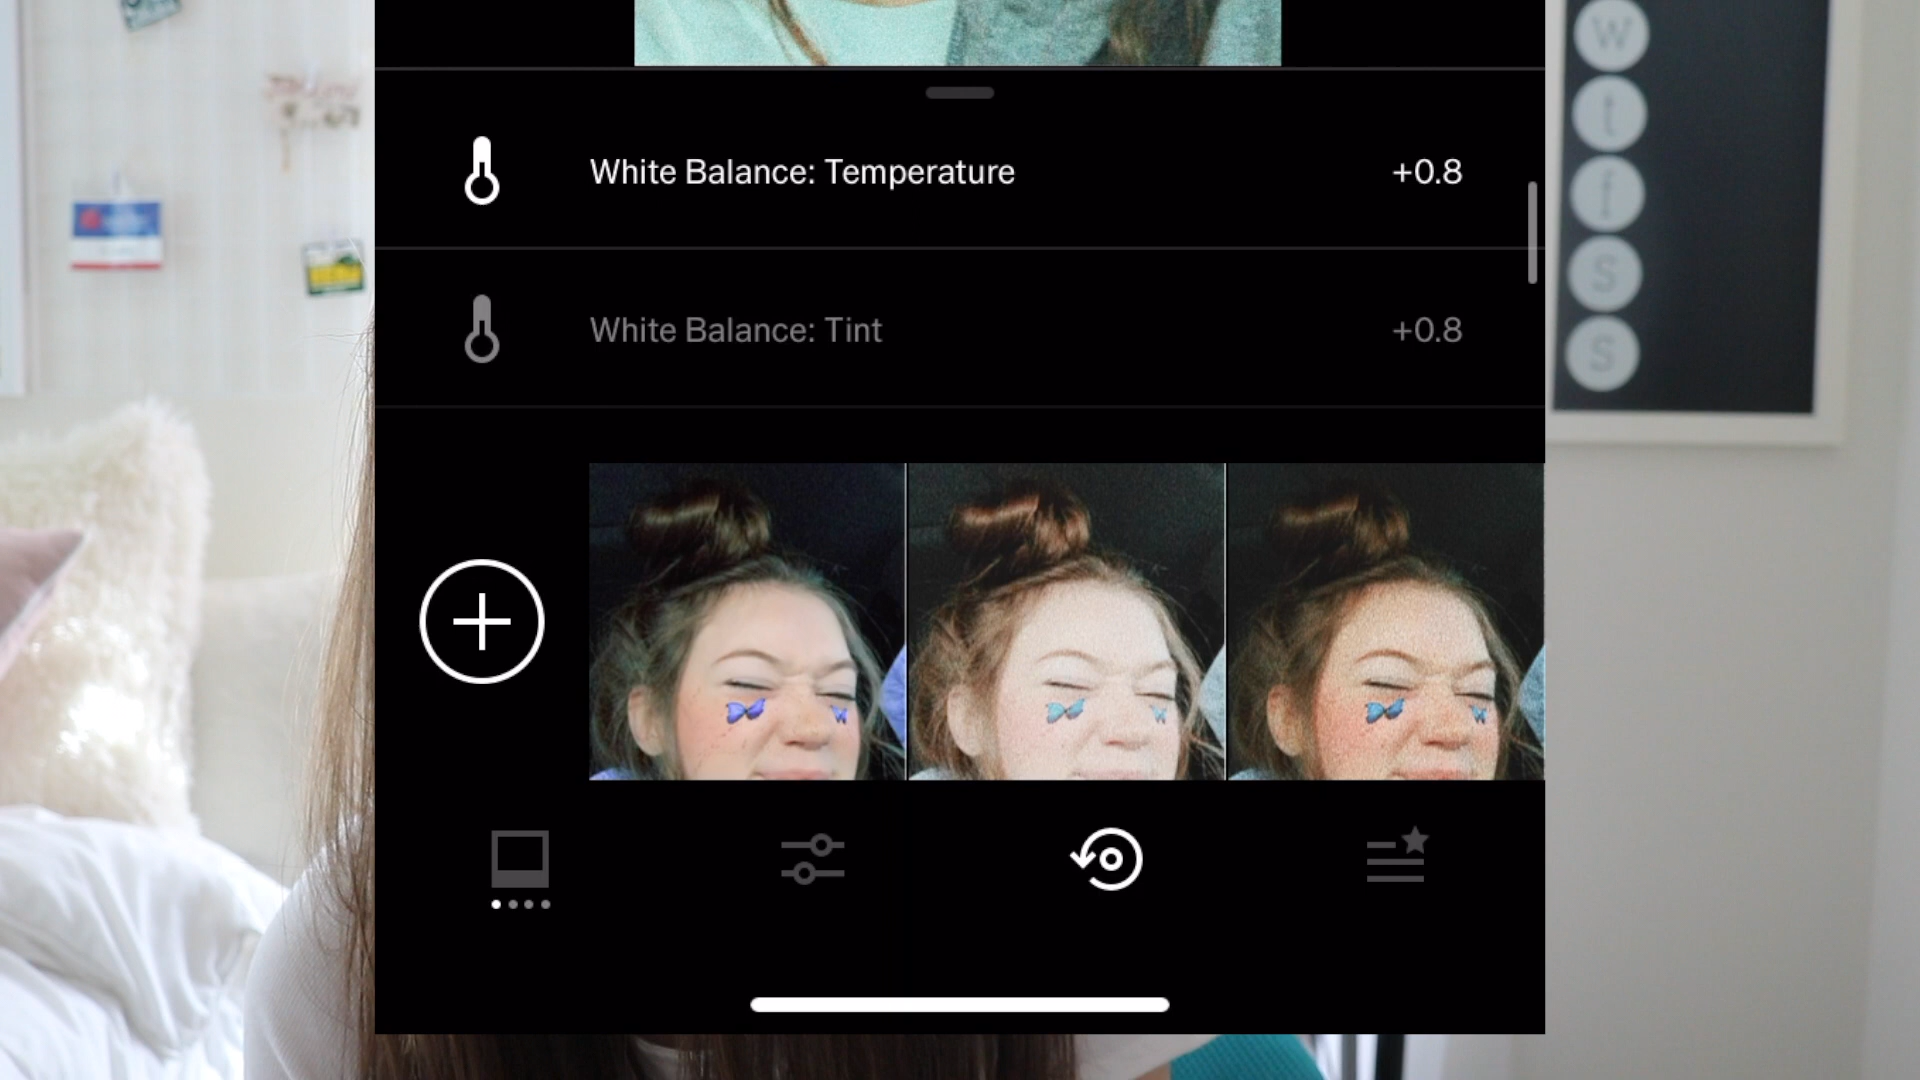 White Balance: Temperature +0.8
White Balance: Tint +0.8
W
t
f
S
S